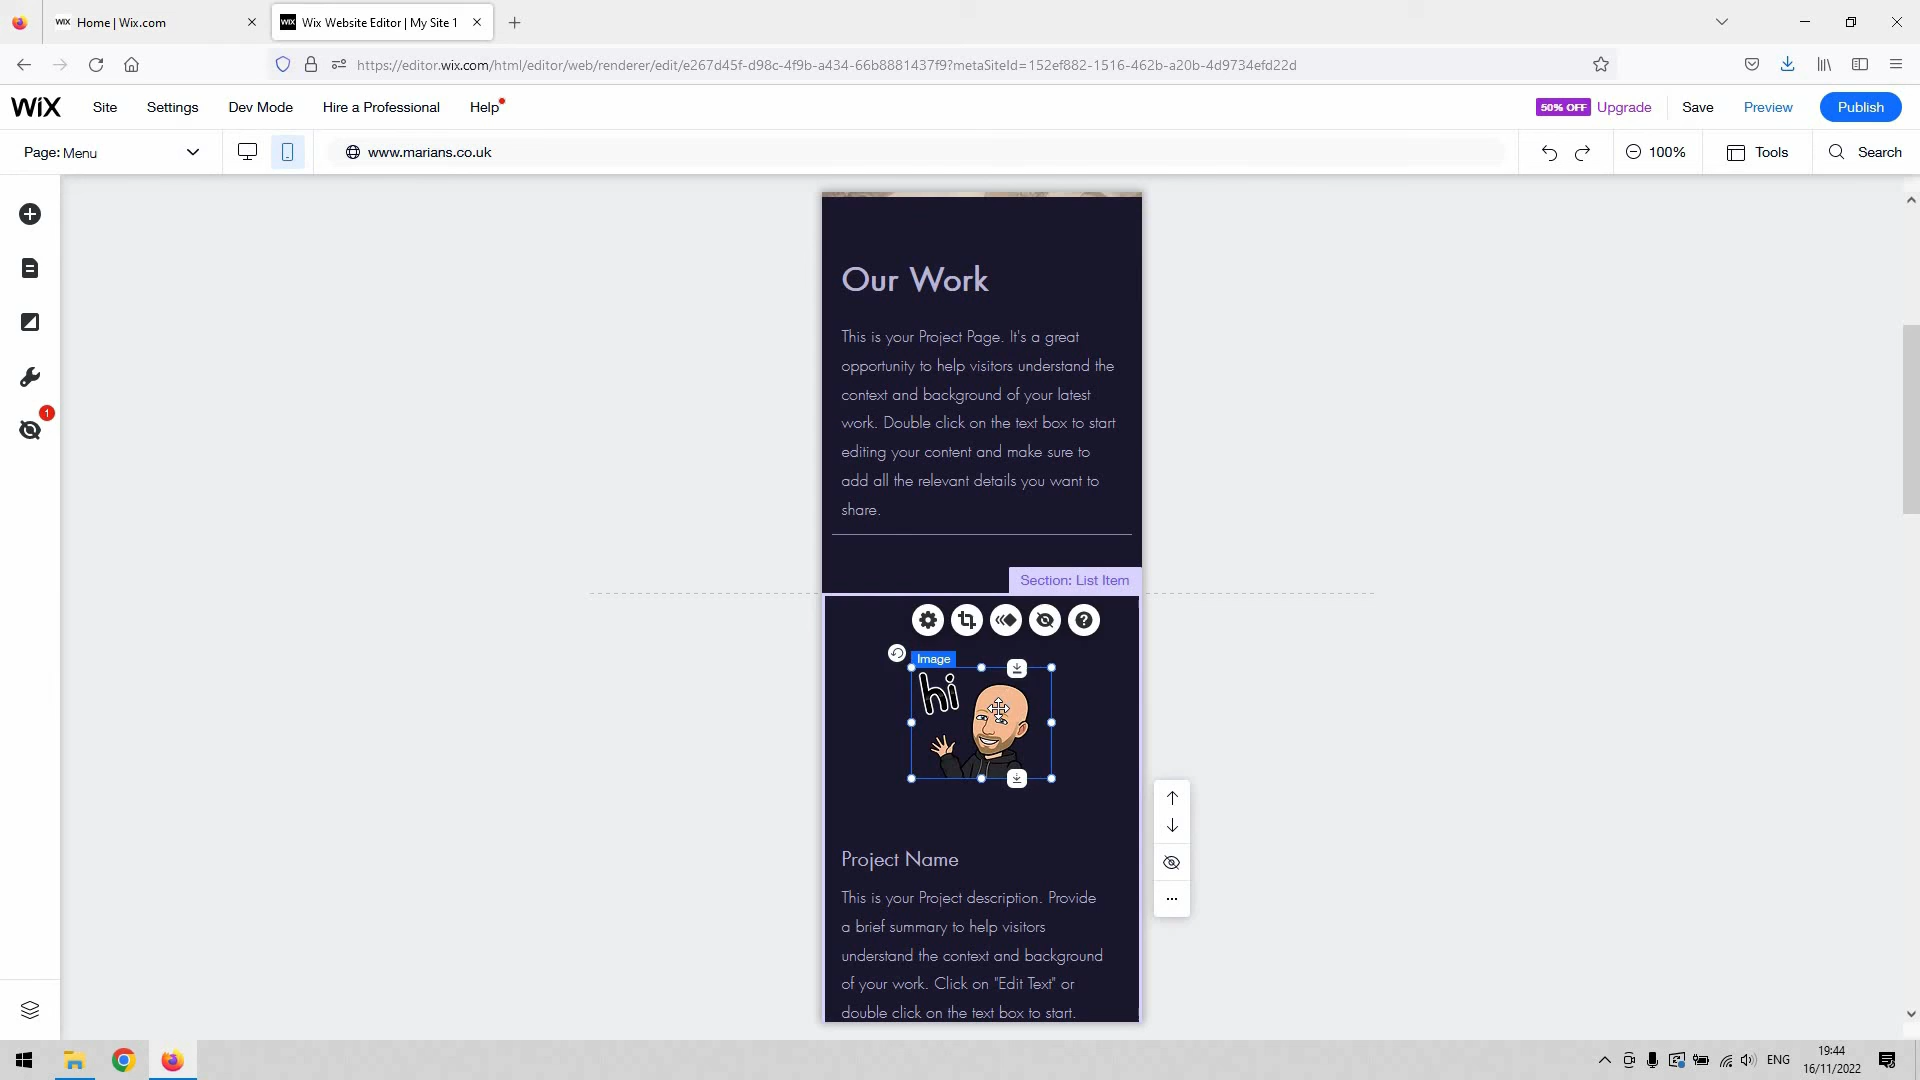 Home | Wix.com
Wix Website Editor | My Site 1
https://editor.wix.com/html/editor/web/renderer/edit/e267d45f-d98c-4f9b-a434-66b8881437f9?metaSiteId=152ef882-1516-462b-a20b-4d9734efd22d
WiX Site Settings Dev Mode Hire a Professional Help 50% OFF Upgrade Save Preview Publish
Page: Menu www.marians.co.uk 100% Tools Search
Our Work
This is your Project Page. It's a great
opportunity to help visitors understand the
context and background of your latest
work. Double click on the text box to start
editing your content and make sure to
add all the relevant details you want to
share.
1
Section: List Item
Image
hi
Project Name
This is your Project description. Provide
a brief summary to help visitors
understand the context and background
of your work. Click on "Edit Text" or
double click on the text box to start.
ENG
19:44
16/11/2022